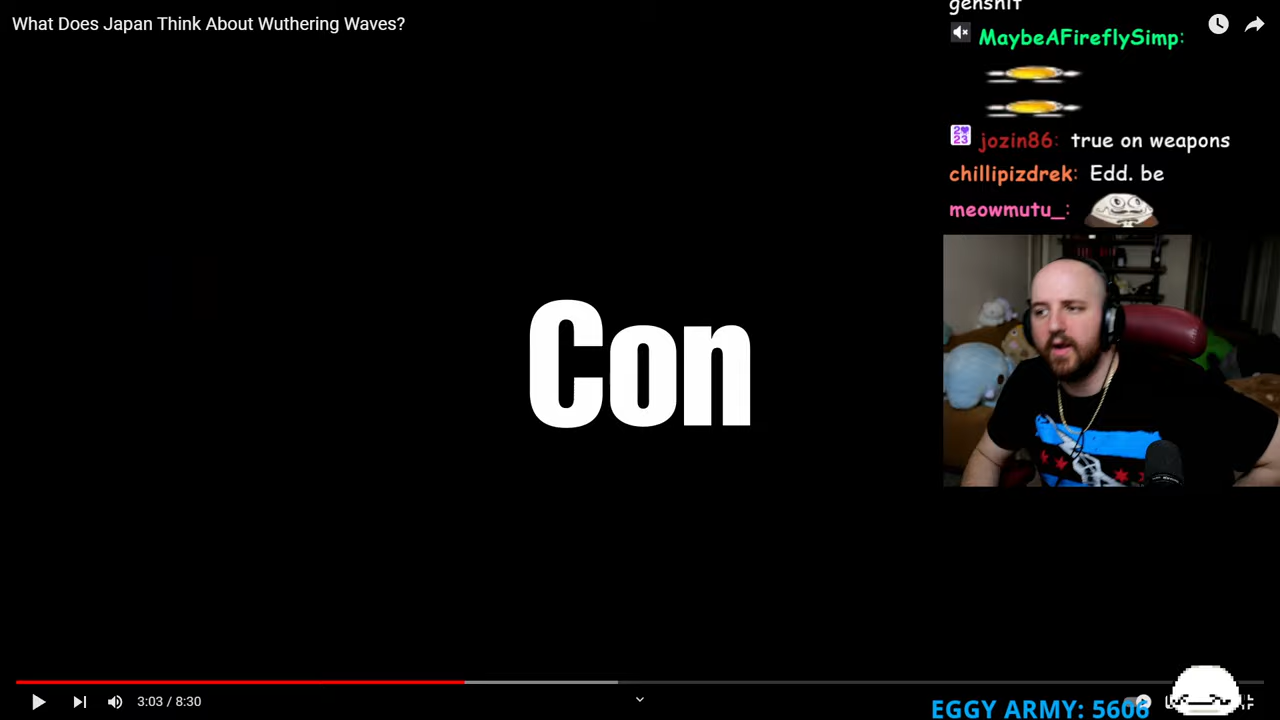 What Does Japan Think About Wuthering Waves?
genshit
MaybeAFireflySimp:
jozin86: true on weapons
chillipizdrek: Edd. be
meowmutu_:
Con
3:03 / 8:30
EGGY ARMY: 5606